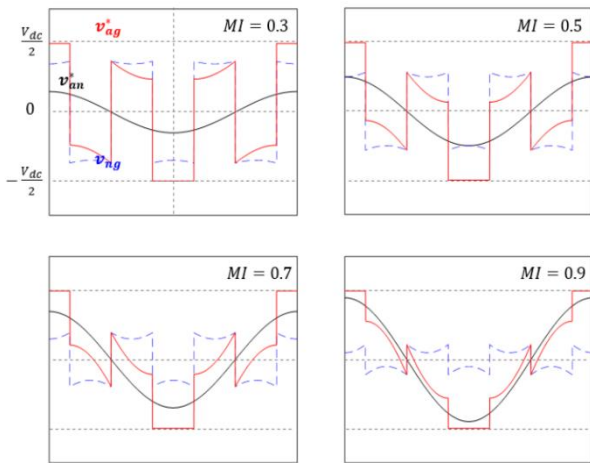 V_dc/2
v*_ag
MI = 0.3
v*_an
0
v_ng
-V_dc/2
MI = 0.5
MI = 0.7
MI = 0.9